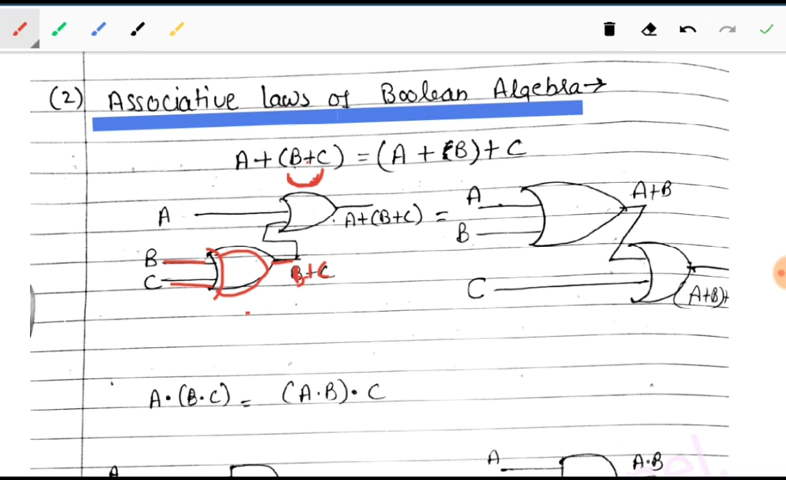 (2) Associative laws of Boolean Algebra→
A+(B+C) = (A + B)+ C
A
A+(B+C) =
A
B
A+B
B
C
B+C
C
(A+B)+
A·(B·C) = (A·B)· C
A
A
A·B